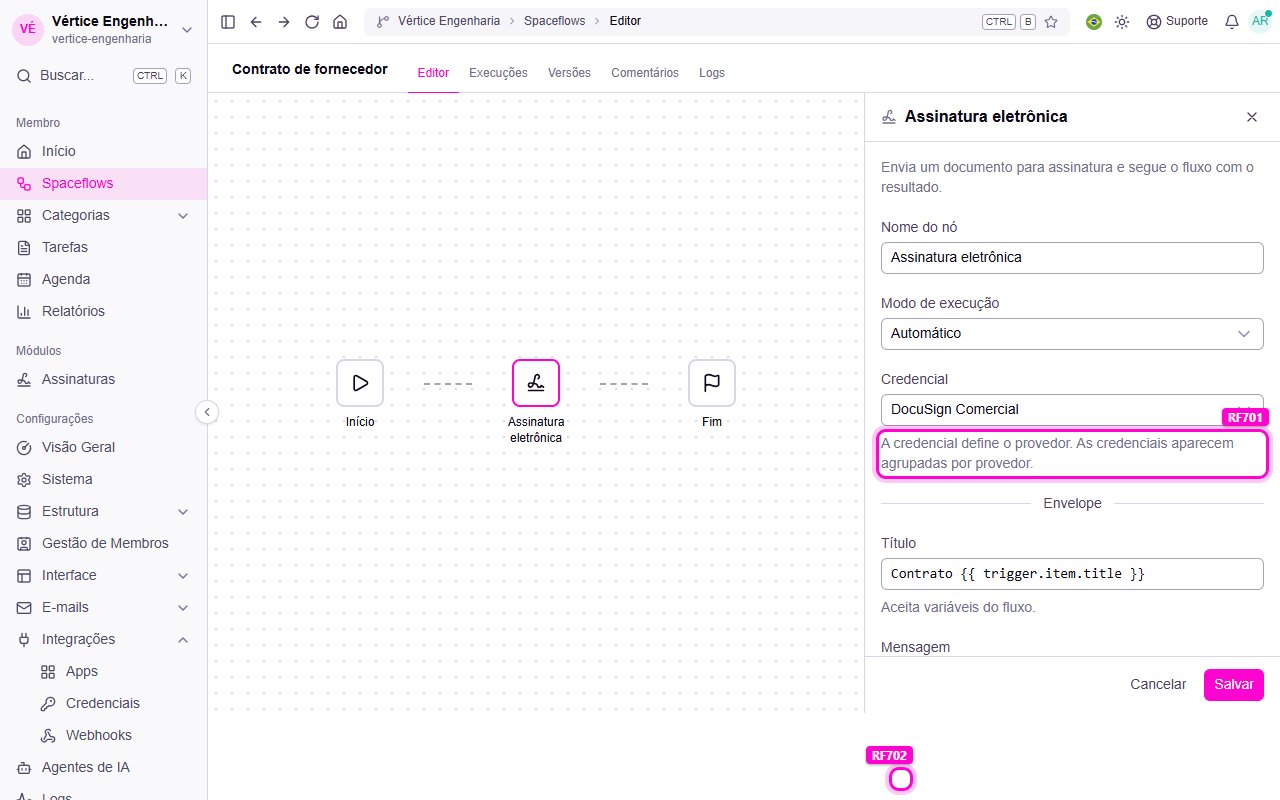 VÉ
Vértice Engenh...
vertice-engenharia
Buscar...
CTRL
K
Membro
Início
Spaceflows
Categorias
Tarefas
Agenda
Relatórios
Módulos
Assinaturas
Configurações
Visão Geral
Sistema
Estrutura
Gestão de Membros
Interface
E-mails
Integrações
Apps
Credenciais
Webhooks
Agentes de IA
Logs
Vértice Engenharia
Spaceflows
Editor
CTRL
B
Suporte
AR
Contrato de fornecedor
Editor
Execuções
Versões
Comentários
Logs
Início
Assinatura
eletrônica
Fim
Assinatura eletrônica
Envia um documento para assinatura e segue o fluxo com o
resultado.
Nome do nó
Assinatura eletrônica
Modo de execução
Automático
Credencial
DocuSign Comercial
RF701
A credencial define o provedor. As credenciais aparecem
agrupadas por provedor.
Envelope
Título
Contrato {{ trigger.item.title }}
Aceita variáveis do fluxo.
Mensagem
Cancelar
Salvar
RF702